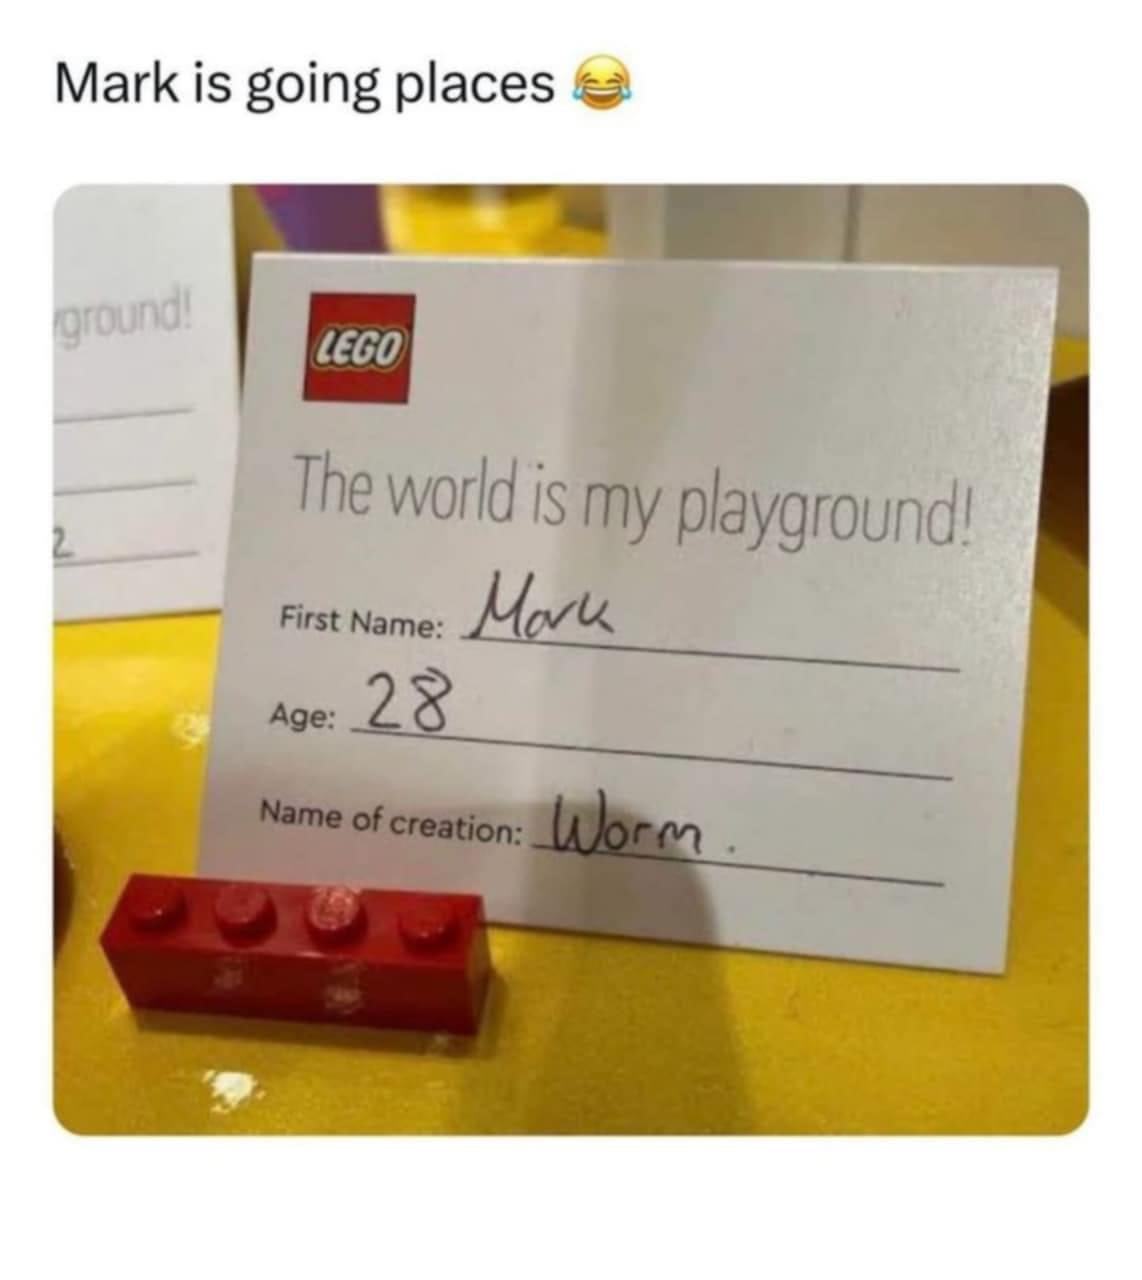 Mark is going places 😂
ground!
2
LEGO
The world is my playground!
First Name: Mark
Age: 28
Name of creation: Worm.